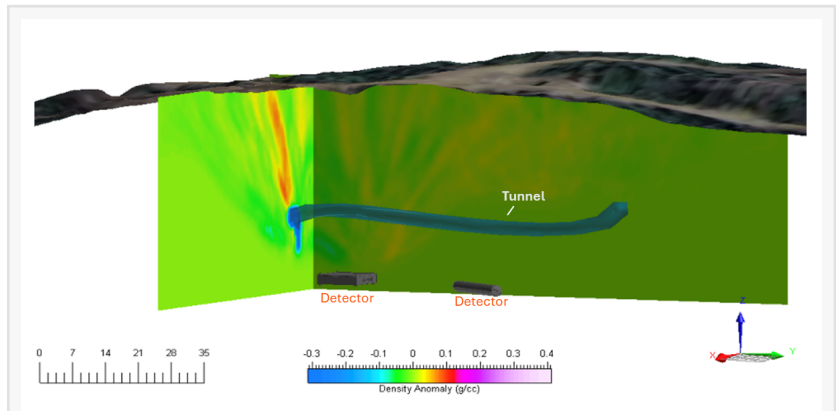 Tunnel
Detector
Detector
Z
X
Y
0 7 14 21 28 35
-0.3 -0.2 -0.1 0 0.1 0.2 0.3 0.4
Density Anomaly (g/cc)